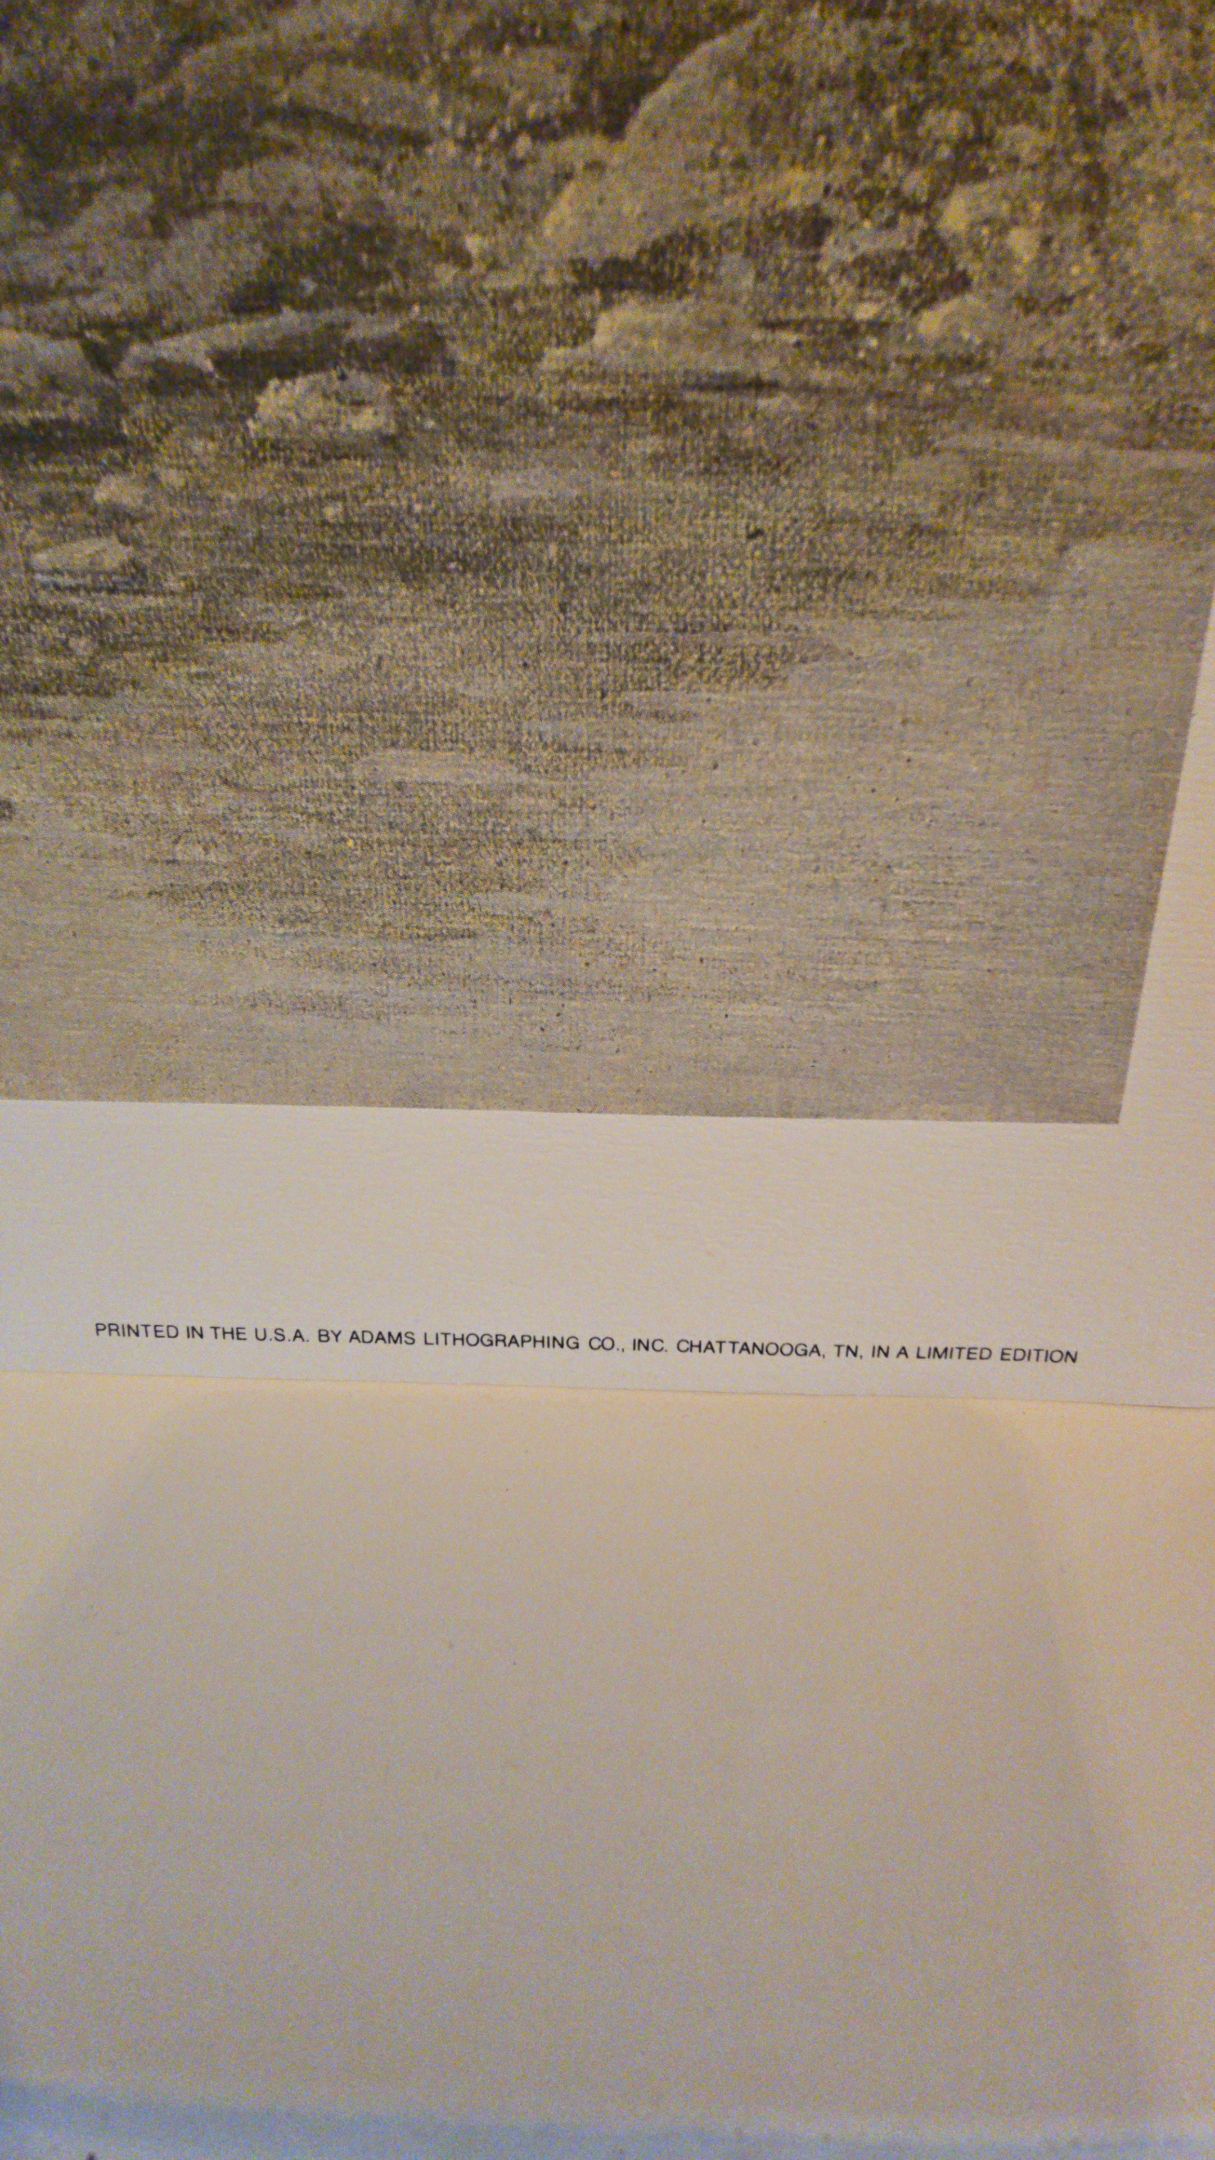 PRINTED IN THE U.S.A. BY ADAMS LITHOGRAPHING CO., INC. CHATTANOOGA, TN, IN A LIMITED EDITION